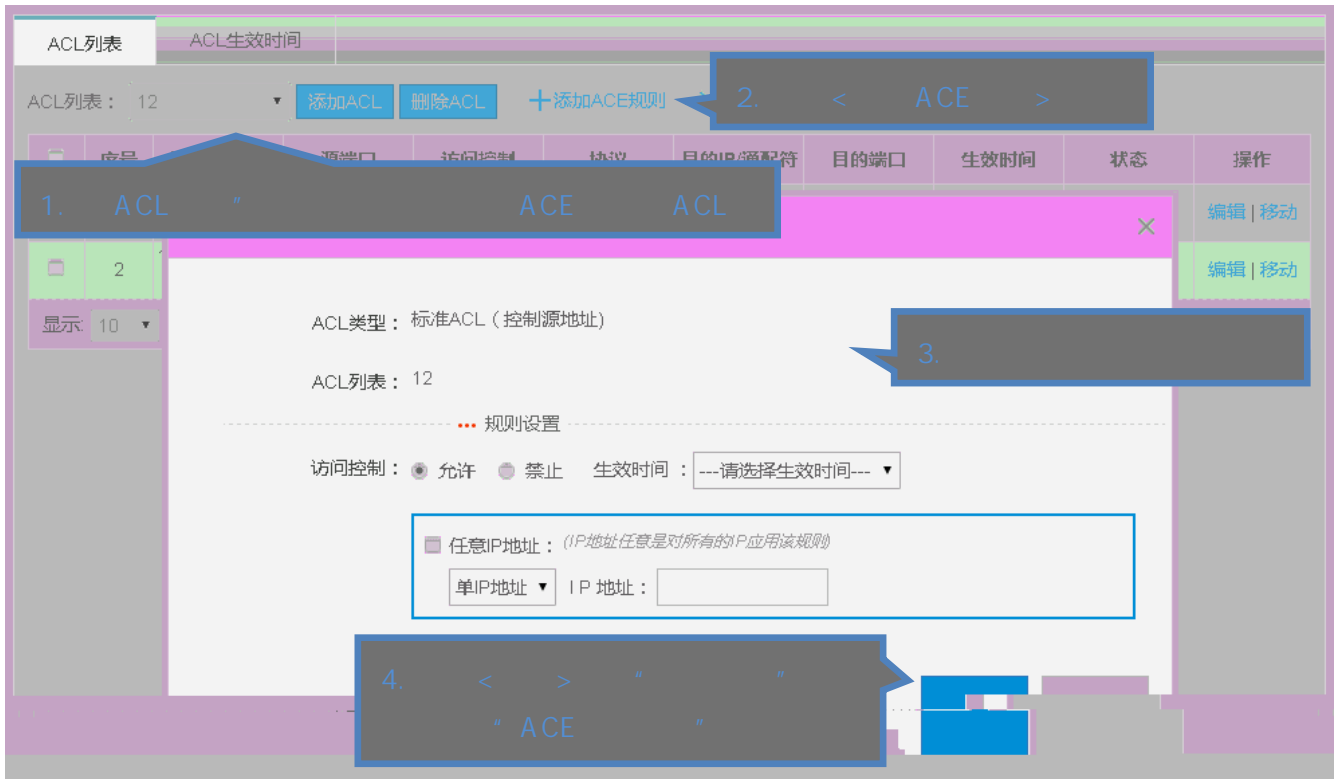 ACL列表 ACL生效时间
ACL列表： 12 ▼ 添加ACL 删除ACL +添加ACE规则
2. < ACE >
序号 源端口 访问控制 协议 目的IP/通配符 目的端口 生效时间 状态 操作
1. ACL " ACE ACL
编辑 | 移动
×
2 编辑 | 移动
显示: 10 ▼
ACL类型： 标准ACL（控制源地址)
3.
ACL列表： 12
••• 规则设置
访问控制： 允许 禁止 生效时间 ： ---请选择生效时间--- ▼
任意IP地址： (IP地址任意是对所有的IP应用该规则)
单IP地址 ▼ IP 地址：
4. < > " "
" ACE "